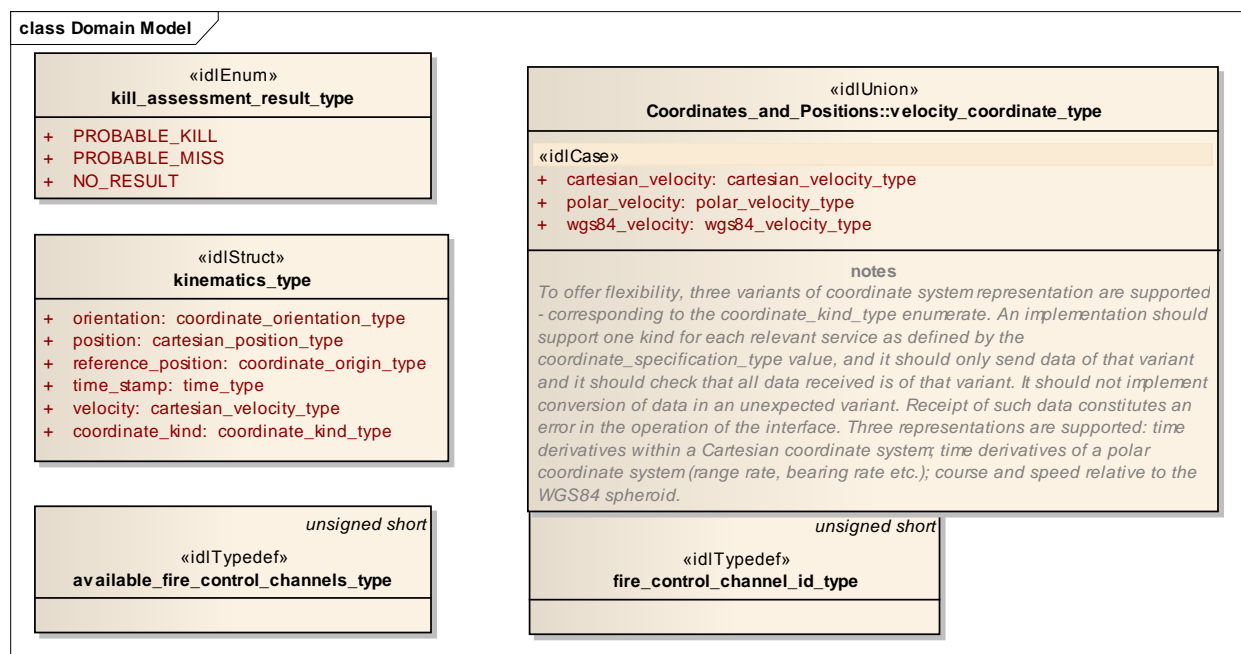 class Domain Model
«idlEnum»
kill_assessment_result_type
+ PROBABLE_KILL
+ PROBABLE_MISS
+ NO_RESULT
«idlStruct»
kinematics_type
+ orientation: coordinate_orientation_type
+ position: cartesian_position_type
+ reference_position: coordinate_origin_type
+ time_stamp: time_type
+ velocity: cartesian_velocity_type
+ coordinate_kind: coordinate_kind_type
unsigned short
«idlTypedef»
available_fire_control_channels_type
«idlUnion»
Coordinates_and_Positions::velocity_coordinate_type
«idlCase»
+ cartesian_velocity: cartesian_velocity_type
+ polar_velocity: polar_velocity_type
+ wgs84_velocity: wgs84_velocity_type
notes
To offer flexibility, three variants of coordinate system representation are supported
- corresponding to the coordinate_kind_type enumerate. An implementation should
support one kind for each relevant service as defined by the
coordinate_specification_type value, and it should only send data of that variant
and it should check that all data received is of that variant. It should not implement
conversion of data in an unexpected variant. Receipt of such data constitutes an
error in the operation of the interface. Three representations are supported: time
derivatives within a Cartesian coordinate system; time derivatives of a polar
coordinate system (range rate, bearing rate etc.); course and speed relative to the
WGS84 spheroid.
unsigned short
«idlTypedef»
fire_control_channel_id_type